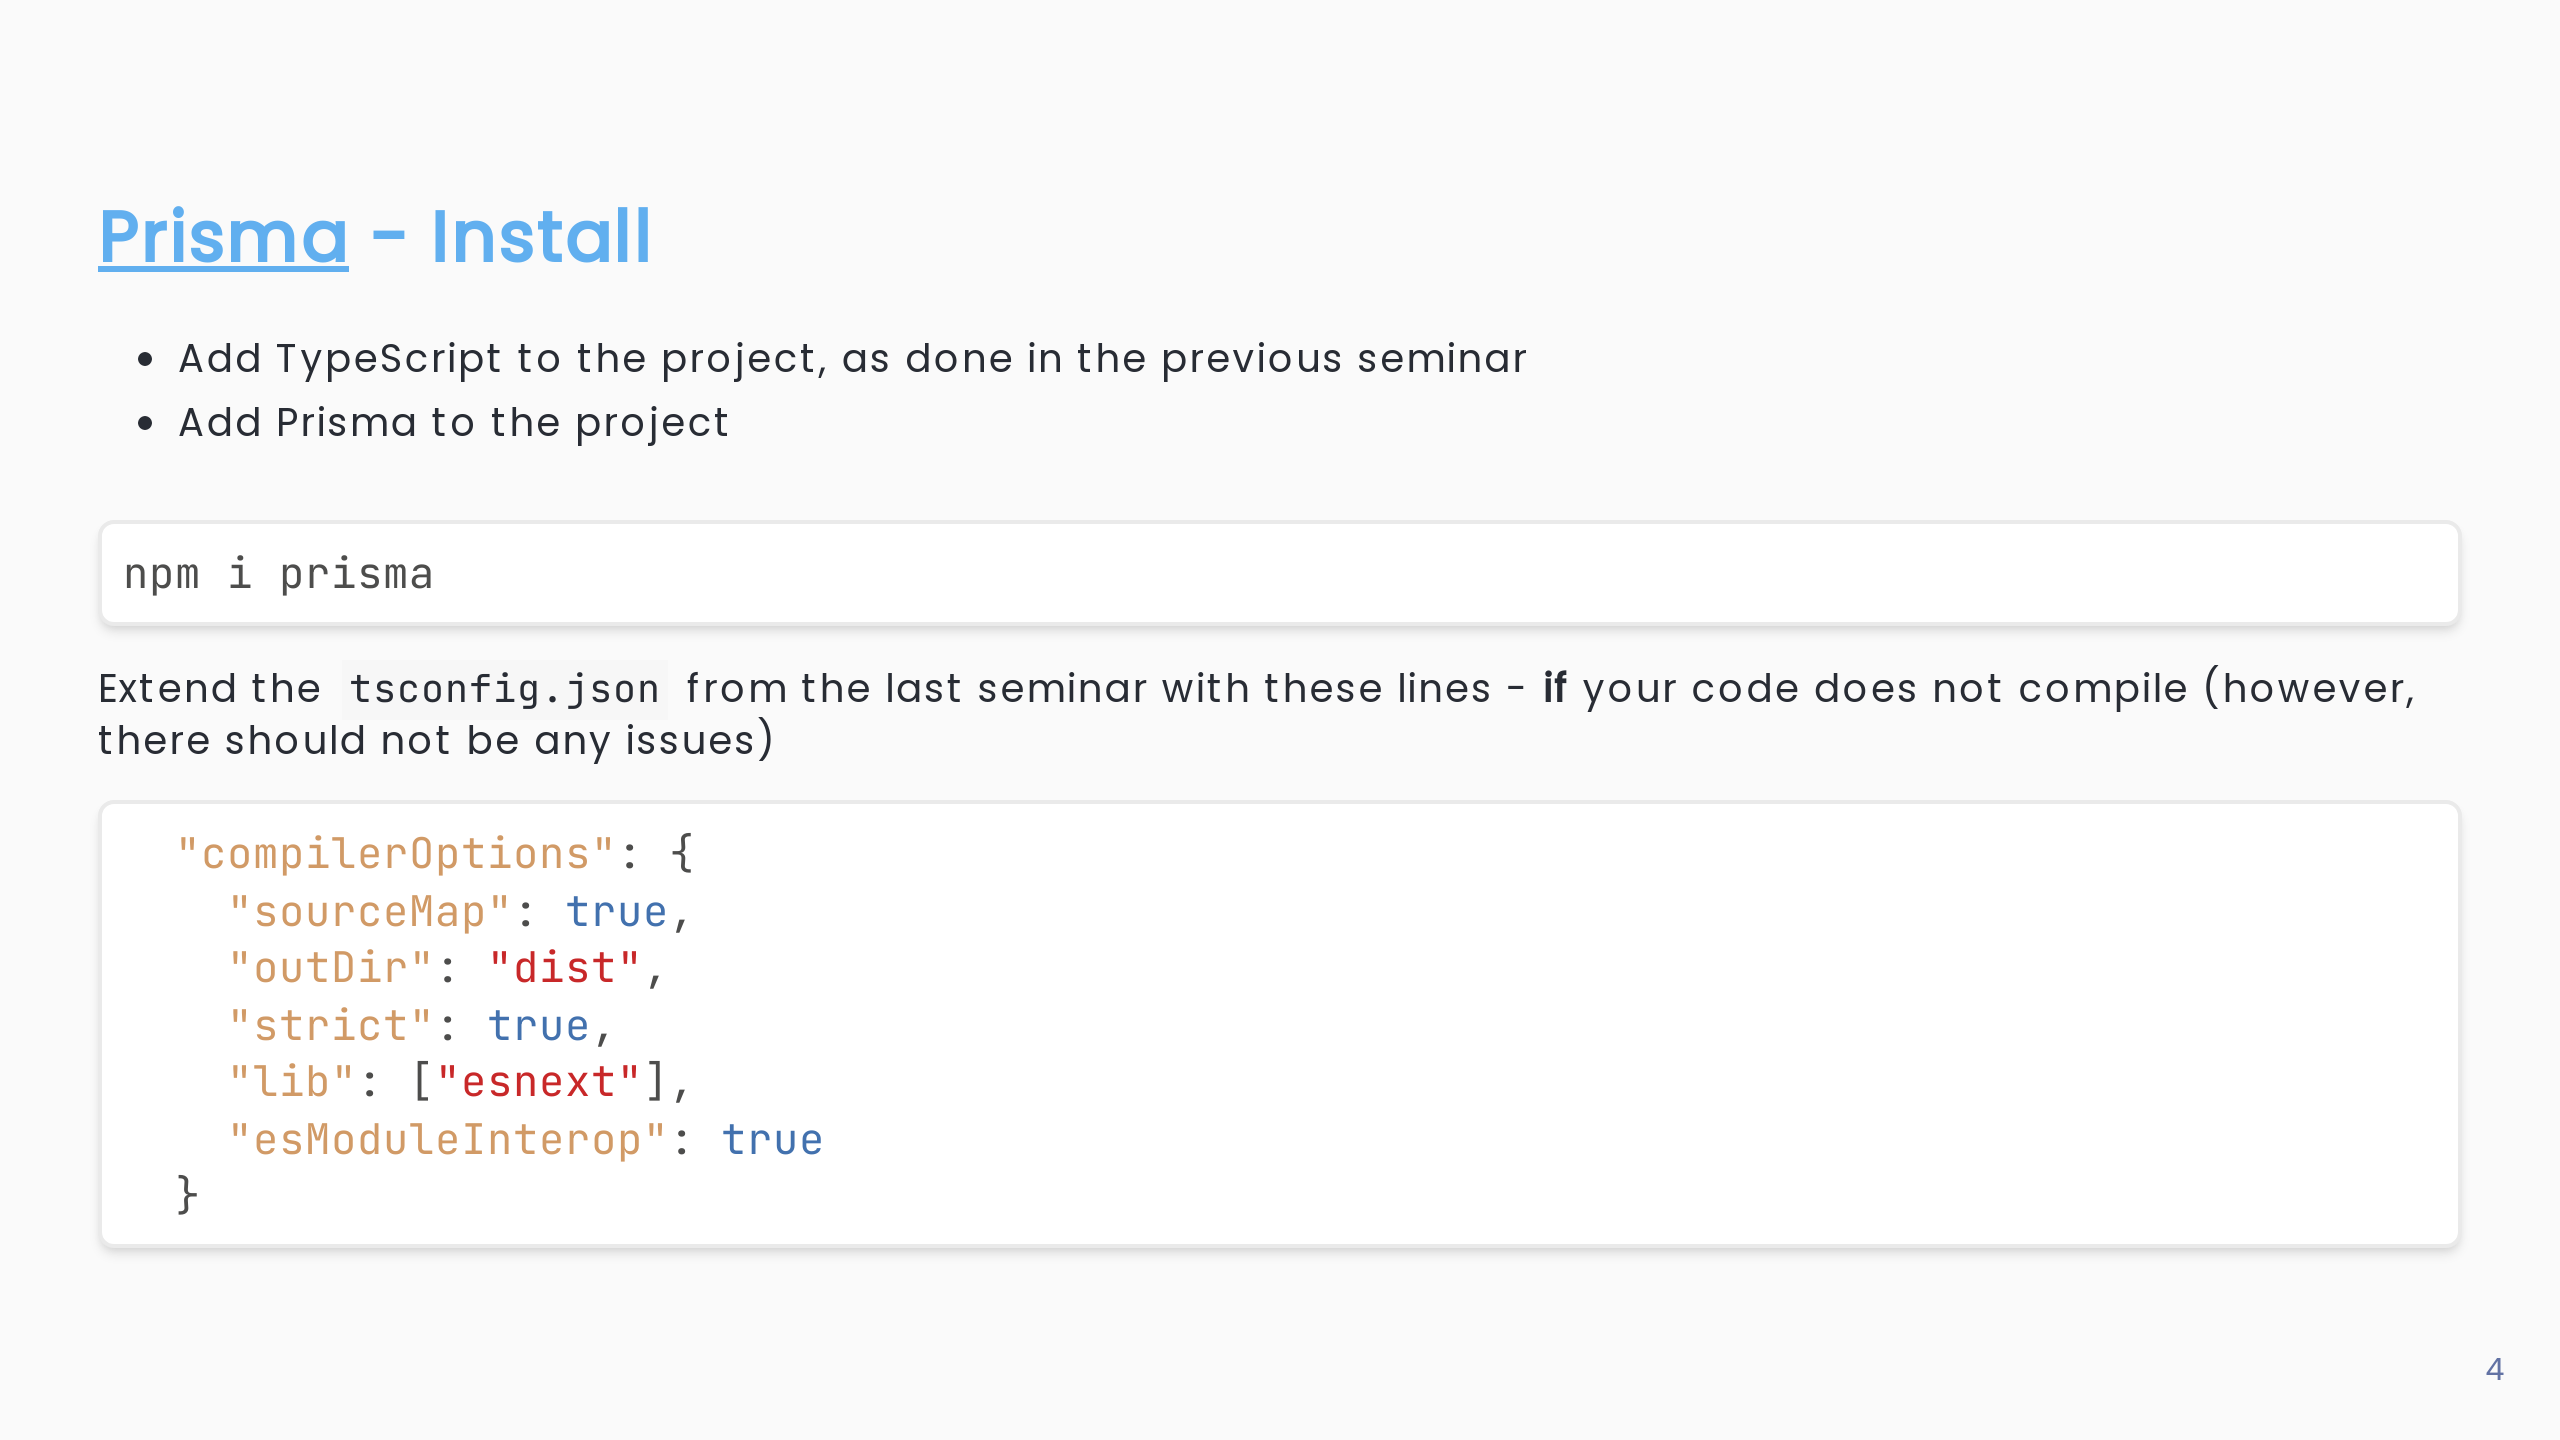 Prisma - Install
Add TypeScript to the project, as done in the previous seminar
Add Prisma to the project
npm i prisma
Extend the tsconfig.json from the last seminar with these lines - if your code does not compile (however,
there should not be any issues)
"compilerOptions": {
"sourceMap": true,
"outDir": "dist",
"strict": true,
"lib": ["esnext"],
"esModuleInterop": true
}
4